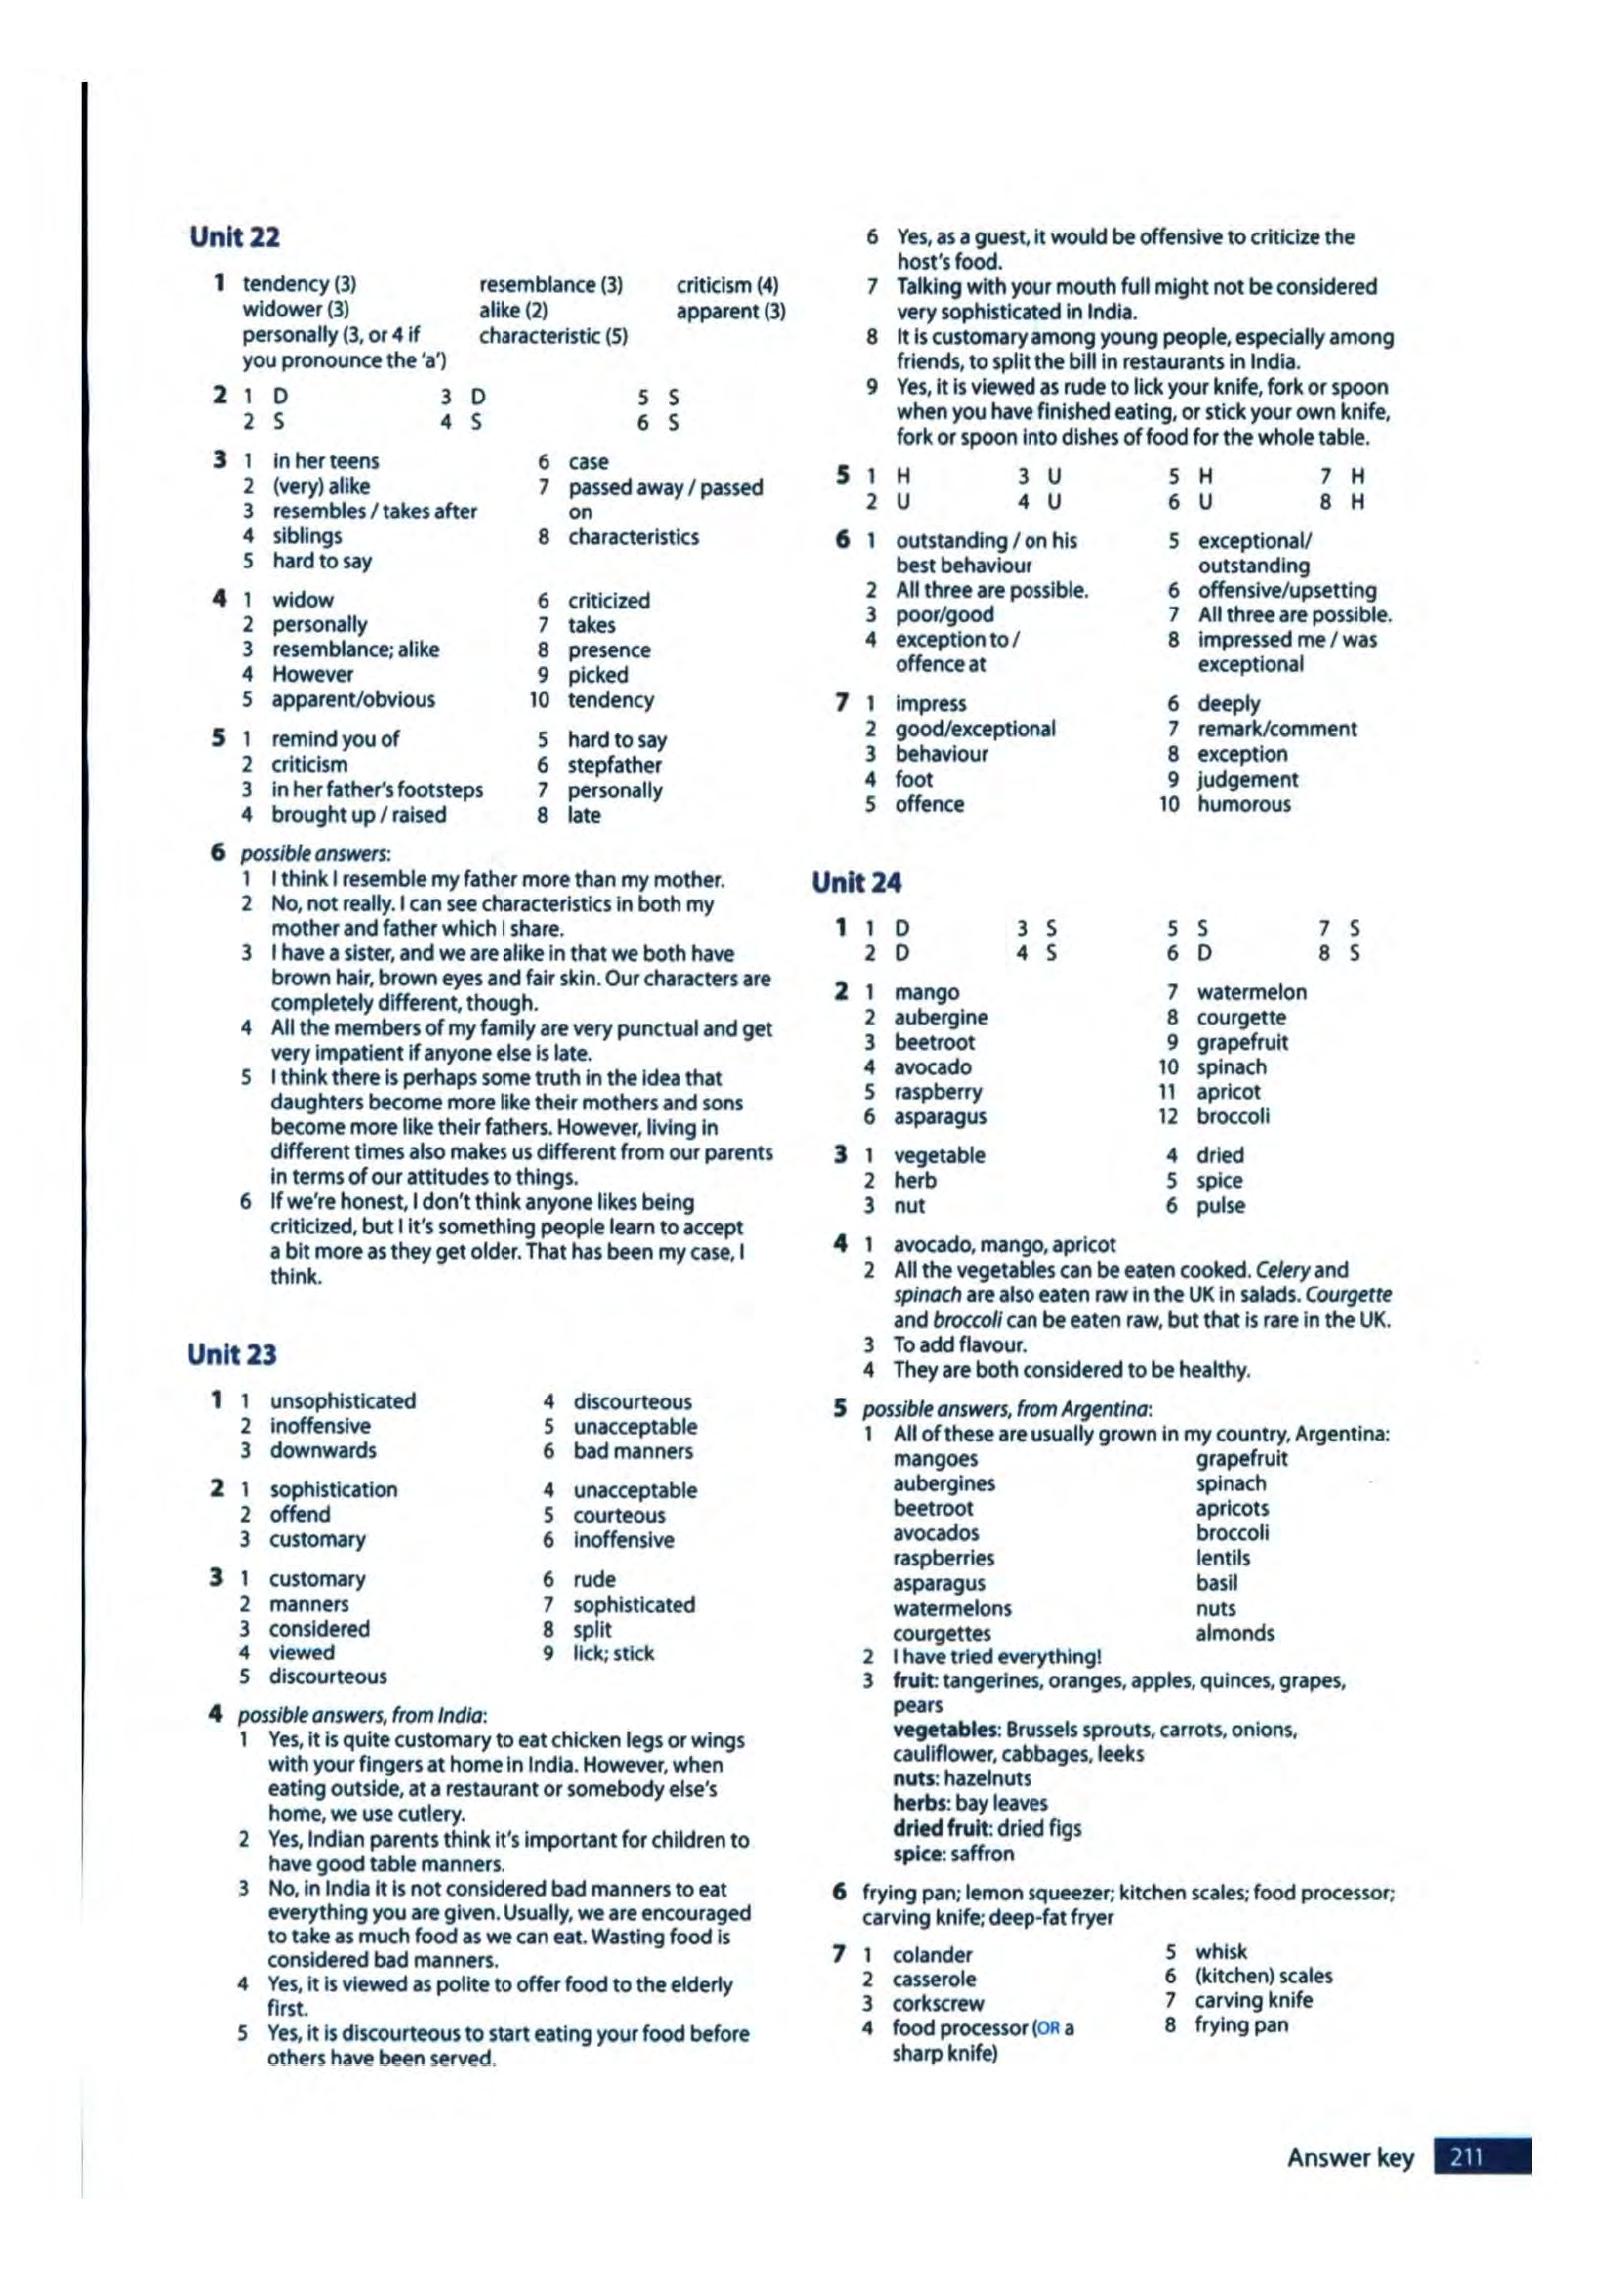 Unit 22
1 tendency (3) resemblance (3) criticism (4)
widower (3) alike (2) apparent (3)
personally (3, or 4 if characteristic (5)
you pronounce the 'a')
2 1 D 3 D 5 S
2 S 4 S 6 S
3 1 in her teens 6 case
2 (very) alike 7 passed away / passed
3 resembles / takes after on
4 siblings 8 characteristics
5 hard to say
4 1 widow 6 criticized
2 personally 7 takes
3 resemblance; alike 8 presence
4 However 9 picked
5 apparent/obvious 10 tendency
5 1 remind you of 5 hard to say
2 criticism 6 stepfather
3 in her father's footsteps 7 personally
4 brought up / raised 8 late
6 possible answers:
1 I think I resemble my father more than my mother.
2 No, not really. I can see characteristics in both my
mother and father which I share.
3 I have a sister, and we are alike in that we both have
brown hair, brown eyes and fair skin. Our characters are
completely different, though.
4 All the members of my family are very punctual and get
very impatient if anyone else is late.
5 I think there is perhaps some truth in the idea that
daughters become more like their mothers and sons
become more like their fathers. However, living in
different times also makes us different from our parents
in terms of our attitudes to things.
6 If we're honest, I don't think anyone likes being
criticized, but I it's something people learn to accept
a bit more as they get older. That has been my case, I
think.
Unit 23
1 1 unsophisticated 4 discourteous
2 inoffensive 5 unacceptable
3 downwards 6 bad manners
2 1 sophistication 4 unacceptable
2 offend 5 courteous
3 customary 6 inoffensive
3 1 customary 6 rude
2 manners 7 sophisticated
3 considered 8 split
4 viewed 9 lick; stick
5 discourteous
4 possible answers, from India:
1 Yes, it is quite customary to eat chicken legs or wings
with your fingers at home in India. However, when
eating outside, at a restaurant or somebody else's
home, we use cutlery.
2 Yes, Indian parents think it's important for children to
have good table manners.
3 No, in India it is not considered bad manners to eat
everything you are given. Usually, we are encouraged
to take as much food as we can eat. Wasting food is
considered bad manners.
4 Yes, it is viewed as polite to offer food to the elderly
first.
5 Yes, it is discourteous to start eating your food before
others have been served.
6 Yes, as a guest, it would be offensive to criticize the
host's food.
7 Talking with your mouth full might not be considered
very sophisticated in India.
8 It is customary among young people, especially among
friends, to split the bill in restaurants in India.
9 Yes, it is viewed as rude to lick your knife, fork or spoon
when you have finished eating, or stick your own knife,
fork or spoon into dishes of food for the whole table.
5 1 H 3 U 5 H 7 H
2 U 4 U 6 U 8 H
6 1 outstanding / on his 5 exceptional/
best behaviour outstanding
2 All three are possible. 6 offensive/upsetting
3 poor/good 7 All three are possible.
4 exception to / 8 impressed me / was
offence at exceptional
7 1 impress 6 deeply
2 good/exceptional 7 remark/comment
3 behaviour 8 exception
4 foot 9 judgement
5 offence 10 humorous
Unit 24
1 1 D 3 S 5 S 7 S
2 D 4 S 6 D 8 S
2 1 mango 7 watermelon
2 aubergine 8 courgette
3 beetroot 9 grapefruit
4 avocado 10 spinach
5 raspberry 11 apricot
6 asparagus 12 broccoli
3 1 vegetable 4 dried
2 herb 5 spice
3 nut 6 pulse
4 1 avocado, mango, apricot
2 All the vegetables can be eaten cooked. Celery and
spinach are also eaten raw in the UK in salads. Courgette
and broccoli can be eaten raw, but that is rare in the UK.
3 To add flavour.
4 They are both considered to be healthy.
5 possible answers, from Argentina:
1 All of these are usually grown in my country, Argentina:
mangoes grapefruit
aubergines spinach
beetroot apricots
avocados broccoli
raspberries lentils
asparagus basil
watermelons nuts
courgettes almonds
2 I have tried everything!
3 fruit: tangerines, oranges, apples, quinces, grapes,
pears
vegetables: Brussels sprouts, carrots, onions,
cauliflower, cabbages, leeks
nuts: hazelnuts
herbs: bay leaves
dried fruit: dried figs
spice: saffron
6 frying pan; lemon squeezer; kitchen scales; food processor;
carving knife; deep-fat fryer
7 1 colander 5 whisk
2 casserole 6 (kitchen) scales
3 corkscrew 7 carving knife
4 food processor (OR a 8 frying pan
sharp knife)
Answer key 211